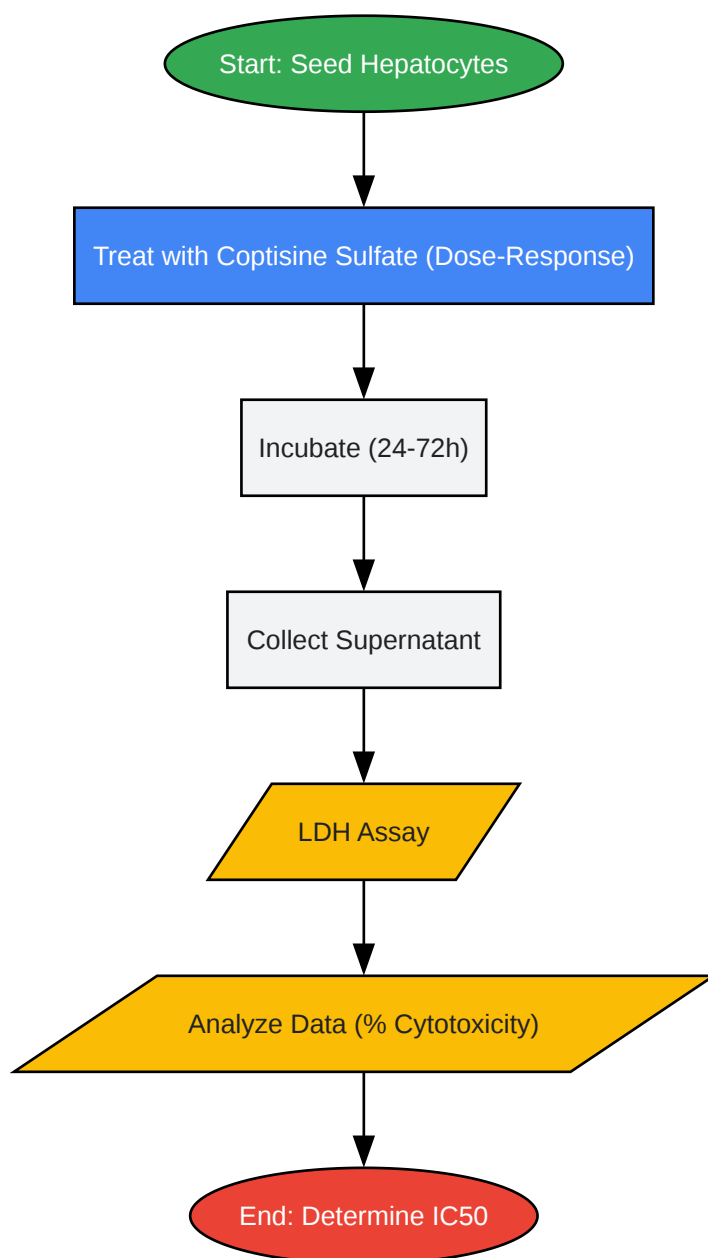 Start: Seed Hepatocytes
Treat with Coptisine Sulfate (Dose-Response)
Incubate (24-72h)
Collect Supernatant
LDH Assay
Analyze Data (% Cytotoxicity)
End: Determine IC50